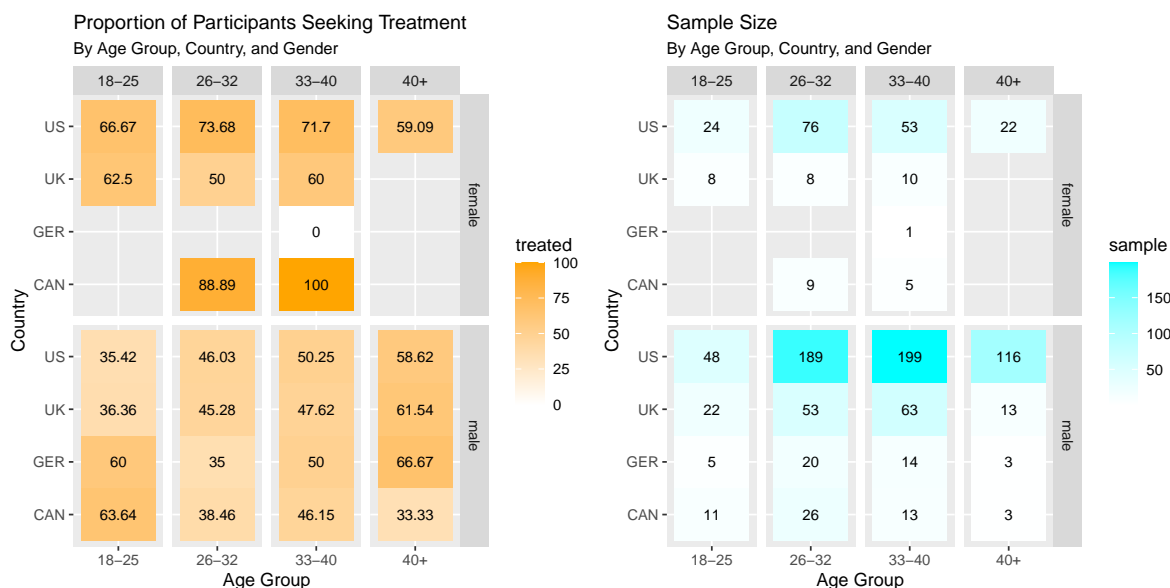 Proportion of Participants Seeking Treatment
By Age Group, Country, and Gender
18−25 26−32 33−40 40+
US 66.67 73.68 71.7 59.09
UK 62.5 50 60
GER 0
CAN 88.89 100
female
US 35.42 46.03 50.25 58.62
UK 36.36 45.28 47.62 61.54
GER 60 35 50 66.67
CAN 63.64 38.46 46.15 33.33
male
18−25 26−32 33−40 40+
Age Group
Country
treated
100
75
50
25
0
Sample Size
By Age Group, Country, and Gender
18−25 26−32 33−40 40+
US 24 76 53 22
UK 8 8 10
GER 1
CAN 9 5
female
US 48 189 199 116
UK 22 53 63 13
GER 5 20 14 3
CAN 11 26 13 3
male
18−25 26−32 33−40 40+
Age Group
Country
sample
150
100
50